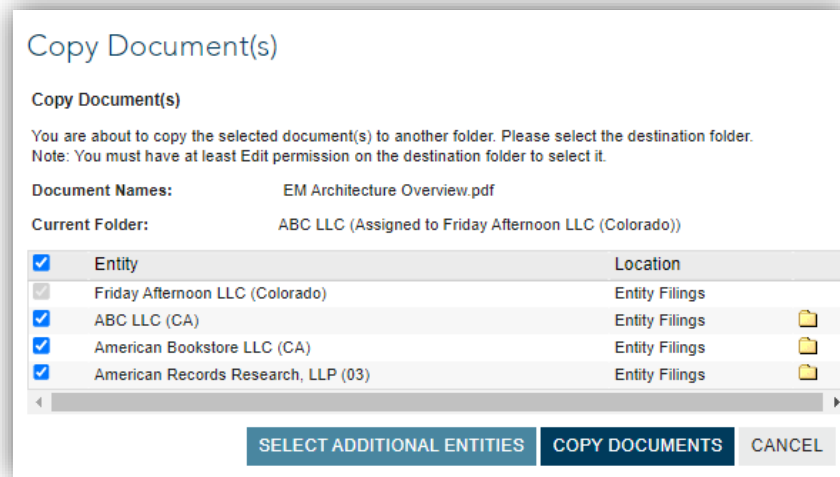 Copy Document(s)
Copy Document(s)
You are about to copy the selected document(s) to another folder. Please select the destination folder.
Note: You must have at least Edit permission on the destination folder to select it.
Document Names: EM Architecture Overview.pdf
Current Folder: ABC LLC (Assigned to Friday Afternoon LLC (Colorado))
Entity Location
Friday Afternoon LLC (Colorado) Entity Filings
ABC LLC (CA) Entity Filings
American Bookstore LLC (CA) Entity Filings
American Records Research, LLP (03) Entity Filings
SELECT ADDITIONAL ENTITIES COPY DOCUMENTS CANCEL